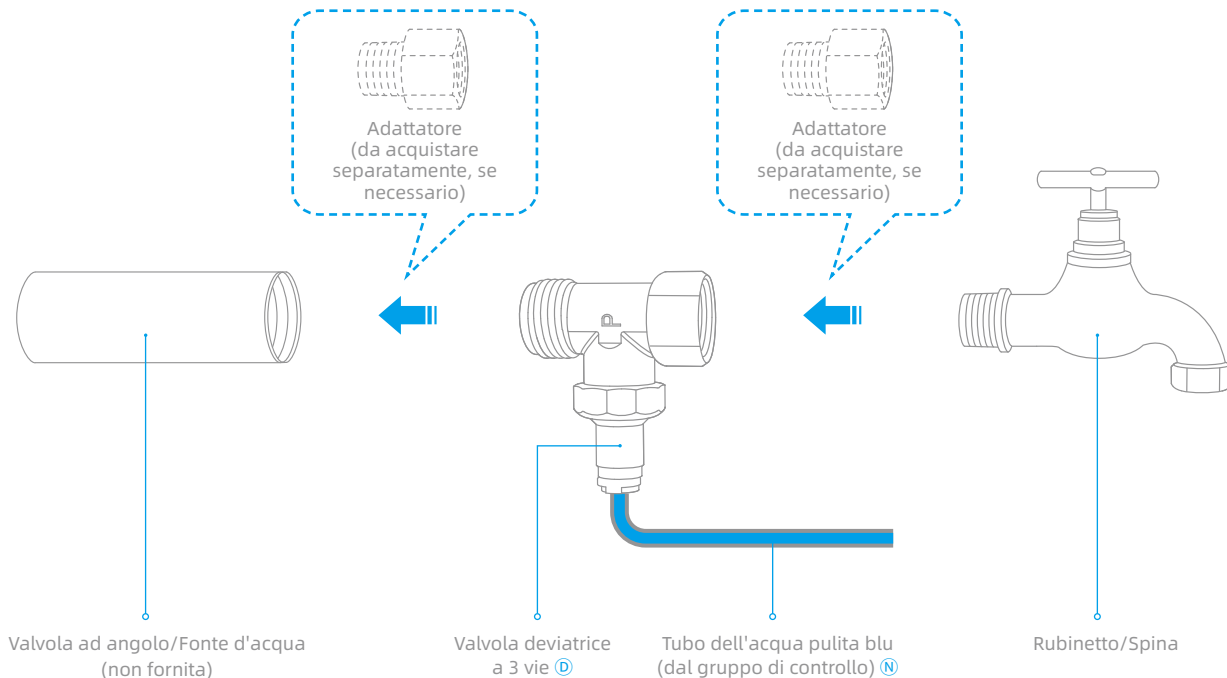 Adattatore
(da acquistare
separatamente, se
necessario)
Adattatore
(da acquistare
separatamente, se
necessario)
P
Valvola ad angolo/Fonte d'acqua
(non fornita)
Valvola deviatrice
a 3 vie Ⓓ
Tubo dell'acqua pulita blu
(dal gruppo di controllo) Ⓝ
Rubinetto/Spina